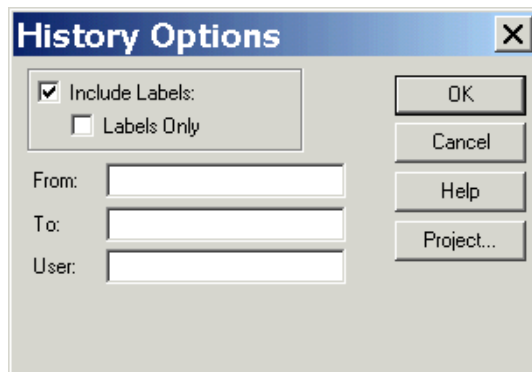 History Options
Include Labels:
Labels Only
From:
To:
User:
OK
Cancel
Help
Project...